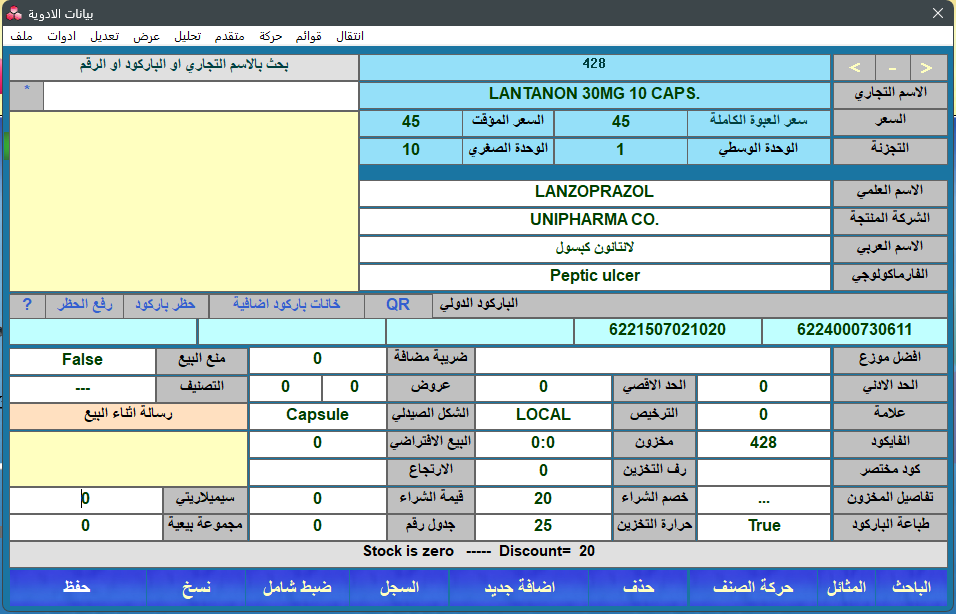 بيانات الادوية
ملف ادوات تعديل عرض تحليل متقدم حركة قوائم انتقال
< - > 428 بحث بالاسم التجاري او الباركود او الرقم
الاسم التجاري LANTANON 30MG 10 CAPS. *
السعر سعر العبوة الكاملة 45 السعر المؤقت 45
التجزئة الوحدة الوسطي 1 الوحدة الصغري 10
الاسم العلمي LANZOPRAZOL
الشركة المنتجة UNIPHARMA CO.
الاسم العربي لانتانون كبسول
الفارماكولوجي Peptic ulcer
الباركود الدولي QR خانات باركود اضافية حظر باركود رفع الحظر ?
6224000730611 6221507021020
افضل موزع ضريبة مضافة 0 منع البيع False
الحد الادني 0 الحد الاقصي 0 عروض 0 0 التصنيف ---
علامة 0 الترخيص LOCAL الشكل الصيدلي Capsule رسالة اثناء البيع
الفايكود 428 مخزون 0:0 البيع الافتراضي 0
كود مختصر رف التخزين 0 الارتجاع
تفاصيل المخزون ... خصم الشراء 20 قيمة الشراء 0 سيميلاريتي 0
طباعة الباركود True حرارة التخزين 25 جدول رقم 0 مجموعة بيعية 0
Stock is zero ----- Discount= 20
الباحث المثائل حركة الصنف حذف اضافة جديد السجل ضبط شامل نسخ حفظ